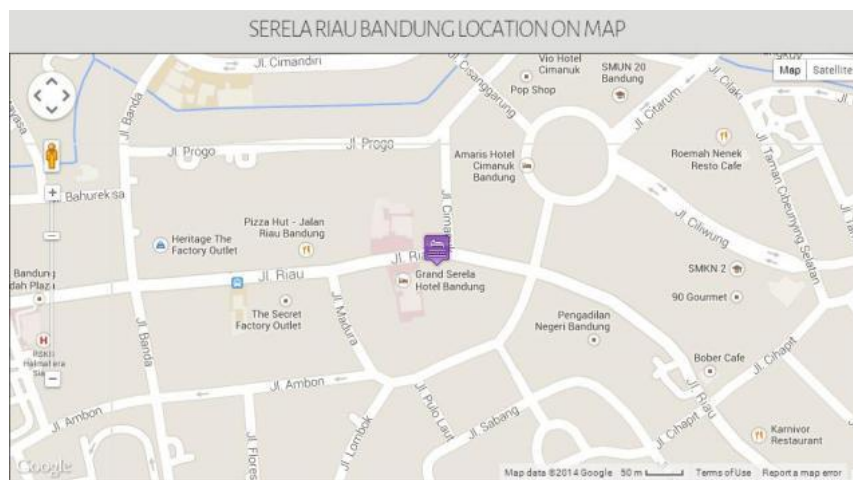 SERELA RIAU BANDUNG LOCATION ON MAP
Jl. Cimandiri
Vio Hotel
Cimanuk
Pop Shop
SMUN 20
Bandung
Map
Satellite
Jl. Cisanggarung
Jl. Citarum
Jl. Cilaki
Jl. Banda
Jl. Progo
Jl. Progo
Amaris Hotel
Cimanuk
Bandung
Roemah Nenek
Resto Cafe
Jl. Taman Cibeunying Selatan
Bahureksa
Jl. Ciliwung
Pizza Hut - Jalan
Riau Bandung
Heritage The
Factory Outlet
Jl. Riau
Grand Serela
Hotel Bandung
SMKN 2
90 Gourmet
The Secret
Factory Outlet
Jl. Madura
Pengadilan
Negeri Bandung
Jl. Banda
Bober Cafe
Jl. Cihapit
Jl. Ambon
Jl. Ambon
Jl. Riau
Jl. Pulo Laut
Jl. Sabang
Jl. Cihapit
Jl. Lombok
Jl. Flores
Karnivor
Restaurant
Google
Map data ©2014 Google
50 m
Terms of Use
Report a map error